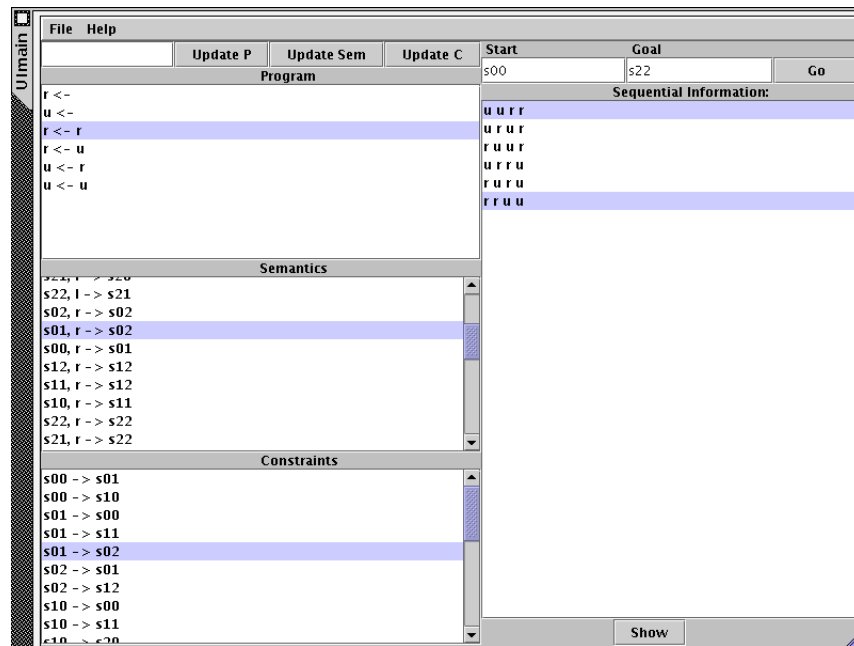 UImain
File Help
Update P Update Sem Update C
Start Goal
s00 s22 Go
Program
r <-
u <-
r <- r
r <- u
u <- r
u <- u
Sequential Information:
u u r r
u r u r
r u u r
u r r u
r u r u
r r u u
Semantics
s22, l -> s21
s02, r -> s02
s01, r -> s02
s00, r -> s01
s12, r -> s12
s11, r -> s12
s10, r -> s11
s22, r -> s22
s21, r -> s22
Constraints
s00 -> s01
s00 -> s10
s01 -> s00
s01 -> s11
s01 -> s02
s02 -> s01
s02 -> s12
s10 -> s00
s10 -> s11
s10 -> s20
Show